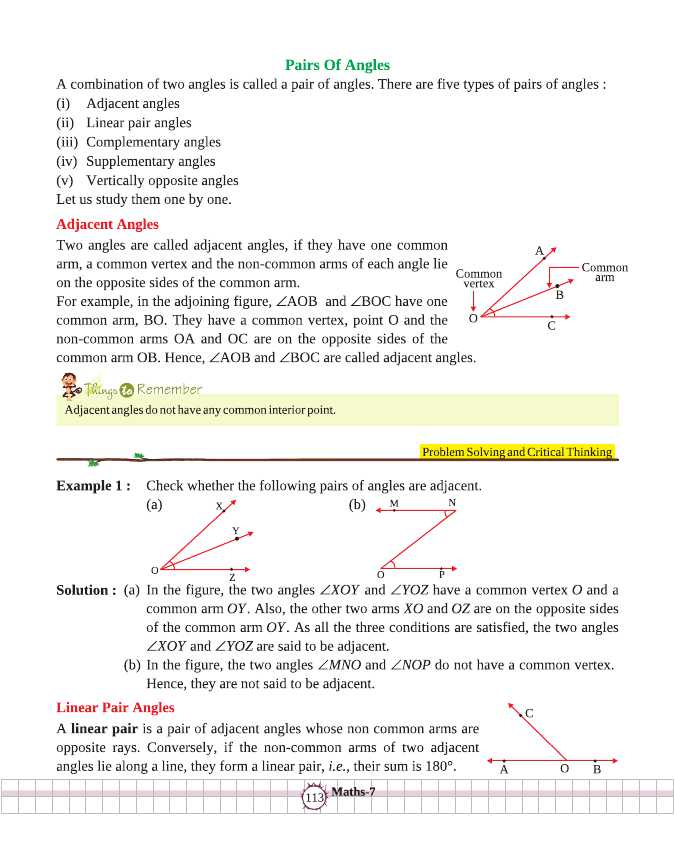 Pairs Of Angles
A combination of two angles is called a pair of angles. There are five types of pairs of angles :
(i) Adjacent angles
(ii) Linear pair angles
(iii) Complementary angles
(iv) Supplementary angles
(v) Vertically opposite angles
Let us study them one by one.
Adjacent Angles
Two angles are called adjacent angles, if they have one common
arm, a common vertex and the non-common arms of each angle lie
on the opposite sides of the common arm.
For example, in the adjoining figure, ∠AOB and ∠BOC have one
common arm, BO. They have a common vertex, point O and the
non-common arms OA and OC are on the opposite sides of the
common arm OB. Hence, ∠AOB and ∠BOC are called adjacent angles.
A
Common
vertex
Common
arm
B
O
C
Things to Remember
Adjacent angles do not have any common interior point.
Problem Solving and Critical Thinking
Example 1 : Check whether the following pairs of angles are adjacent.
(a) (b)
X
Y
O
Z
M
N
O
P
Solution : (a) In the figure, the two angles ∠XOY and ∠YOZ have a common vertex O and a
common arm OY. Also, the other two arms XO and OZ are on the opposite sides
of the common arm OY. As all the three conditions are satisfied, the two angles
∠XOY and ∠YOZ are said to be adjacent.
(b) In the figure, the two angles ∠MNO and ∠NOP do not have a common vertex.
Hence, they are not said to be adjacent.
Linear Pair Angles
A linear pair is a pair of adjacent angles whose non common arms are
opposite rays. Conversely, if the non-common arms of two adjacent
angles lie along a line, they form a linear pair, i.e., their sum is 180°.
C
A
O
B
113 Maths-7